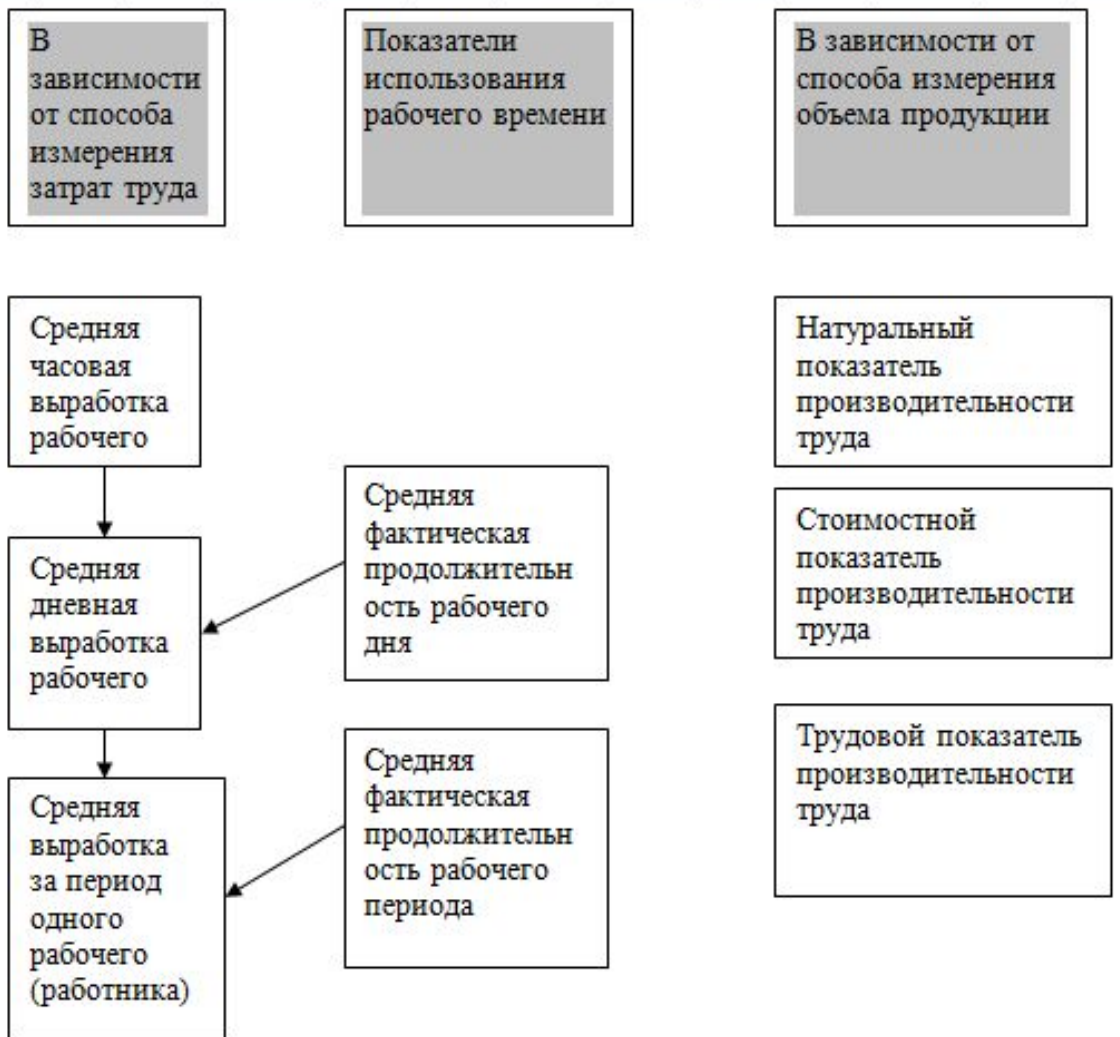 В
зависимости
от способа
измерения
затрат труда
Показатели
использования
рабочего времени
В зависимости от
способа измерения
объема продукции
Средняя
часовая
выработка
рабочего
Средняя
дневная
выработка
рабочего
Средняя
выработка
за период
одного
рабочего
(работника)
Средняя
фактическая
продолжительн
ость рабочего
дня
Средняя
фактическая
продолжительн
ость рабочего
периода
Натуральный
показатель
производительности
труда
Стоимостной
показатель
производительности
труда
Трудовой показатель
производительности
труда